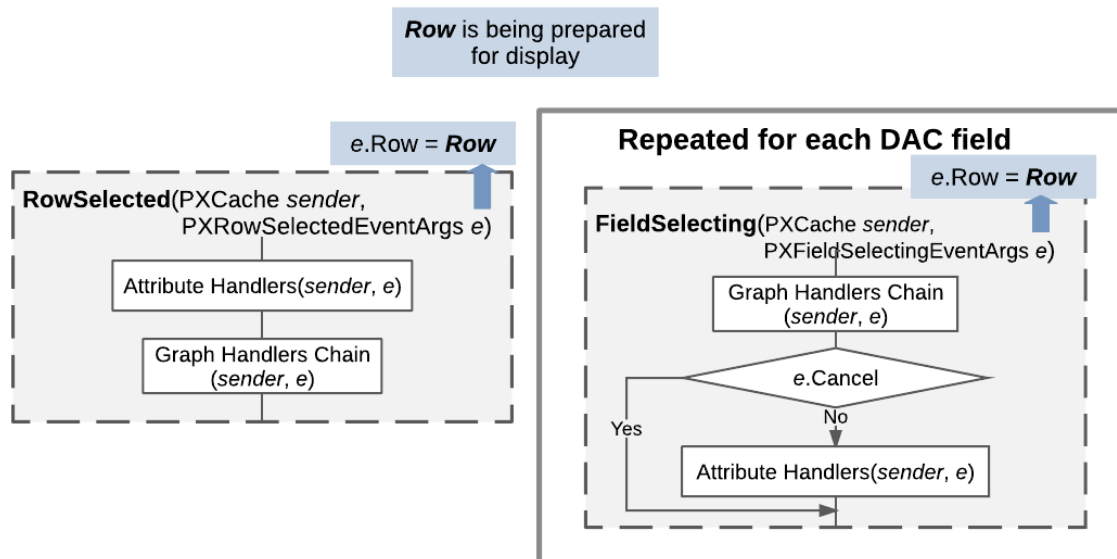 Row is being prepared
for display
e.Row = Row
RowSelected(PXCache sender,
PXRowSelectedEventArgs e)
Attribute Handlers(sender, e)
Graph Handlers Chain
(sender, e)
Repeated for each DAC field
e.Row = Row
FieldSelecting(PXCache sender,
PXFieldSelectingEventArgs e)
Graph Handlers Chain
(sender, e)
e.Cancel
No
Yes
Attribute Handlers(sender, e)